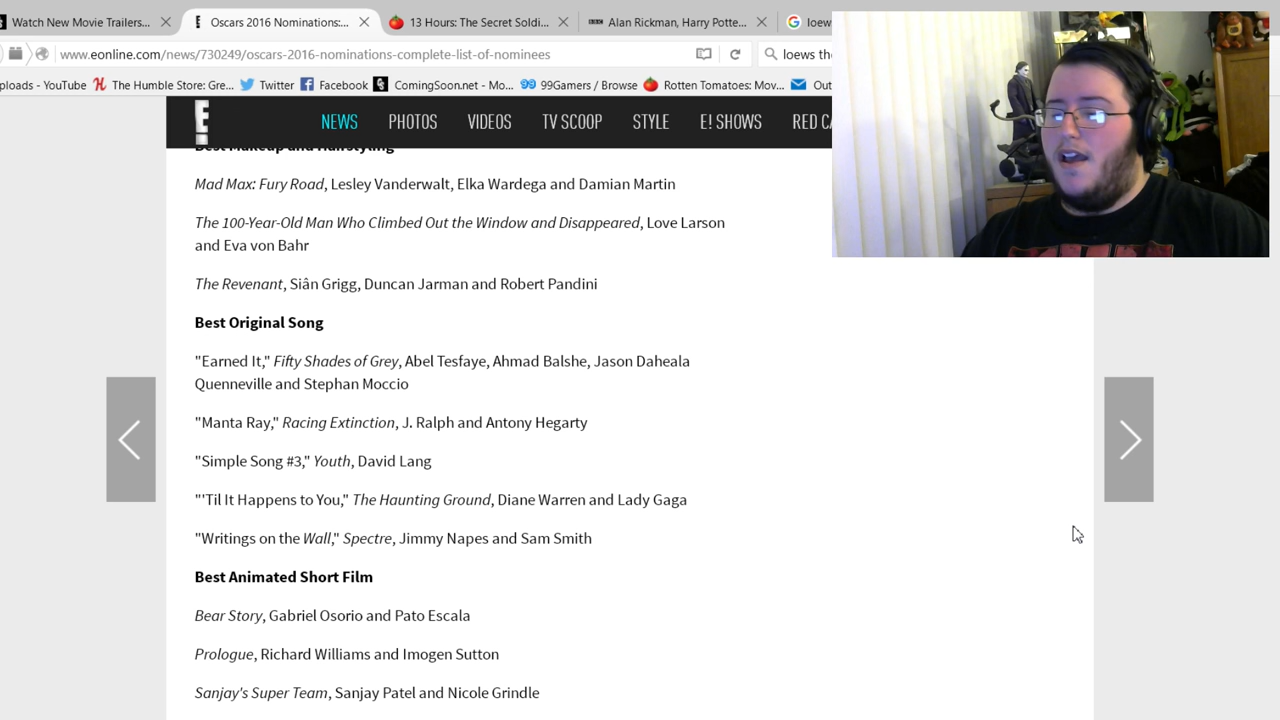 Watch New Movie Trailers...
Oscars 2016 Nominations:...
13 Hours: The Secret Soldi...
Alan Rickman, Harry Potte...
www.eonline.com/news/730249/oscars-2016-nominations-complete-list-of-nominees
loews th
ploads - YouTube The Humble Store: Gre... Twitter Facebook ComingSoon.net - Mo... 99Gamers / Browse Rotten Tomatoes: Mov... Out
E!
NEWS PHOTOS VIDEOS TV SCOOP STYLE E! SHOWS RED CA
Best Makeup and Hairstyling
Mad Max: Fury Road, Lesley Vanderwalt, Elka Wardega and Damian Martin
The 100-Year-Old Man Who Climbed Out the Window and Disappeared, Love Larson
and Eva von Bahr
The Revenant, Siân Grigg, Duncan Jarman and Robert Pandini
Best Original Song
"Earned It," Fifty Shades of Grey, Abel Tesfaye, Ahmad Balshe, Jason Daheala
Quenneville and Stephan Moccio
"Manta Ray," Racing Extinction, J. Ralph and Antony Hegarty
"Simple Song #3," Youth, David Lang
"'Til It Happens to You," The Haunting Ground, Diane Warren and Lady Gaga
"Writings on the Wall," Spectre, Jimmy Napes and Sam Smith
Best Animated Short Film
Bear Story, Gabriel Osorio and Pato Escala
Prologue, Richard Williams and Imogen Sutton
Sanjay's Super Team, Sanjay Patel and Nicole Grindle